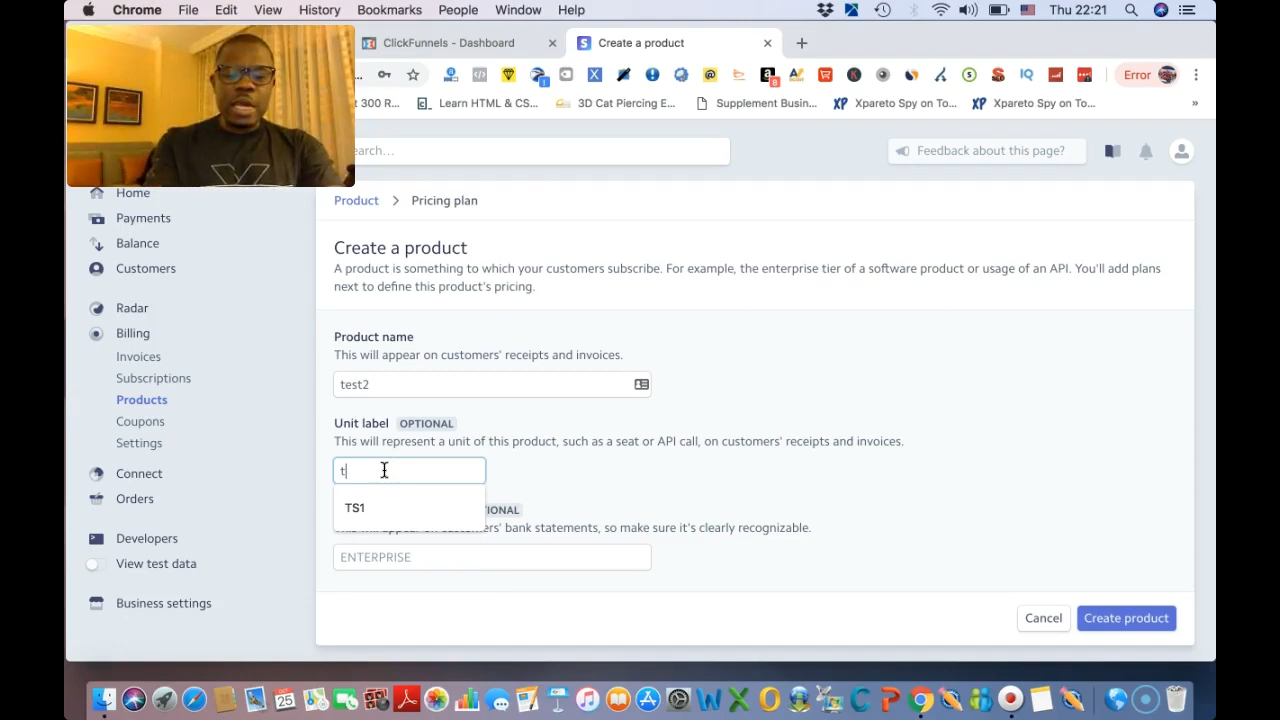 Chrome File Edit View History Bookmarks People Window Help Thu 22:21
ClickFunnels - Dashboard Create a product
Error
300 R... Learn HTML & CS... 3D Cat Piercing E... Supplement Busin... Xpareto Spy on To... Xpareto Spy on To... »
earch... Feedback about this page?
Home
Payments
Balance
Customers
Radar
Billing
Invoices
Subscriptions
Products
Coupons
Settings
Connect
Orders
Developers
View test data
Business settings
Product > Pricing plan
Create a product
A product is something to which your customers subscribe. For example, the enterprise tier of a software product or usage of an API. You'll add plans
next to define this product's pricing.
Product name
This will appear on customers' receipts and invoices.
test2
Unit label OPTIONAL
This will represent a unit of this product, such as a seat or API call, on customers' receipts and invoices.
t
TS1
customers' bank statements, so make sure it's clearly recognizable.
ENTERPRISE
Cancel Create product